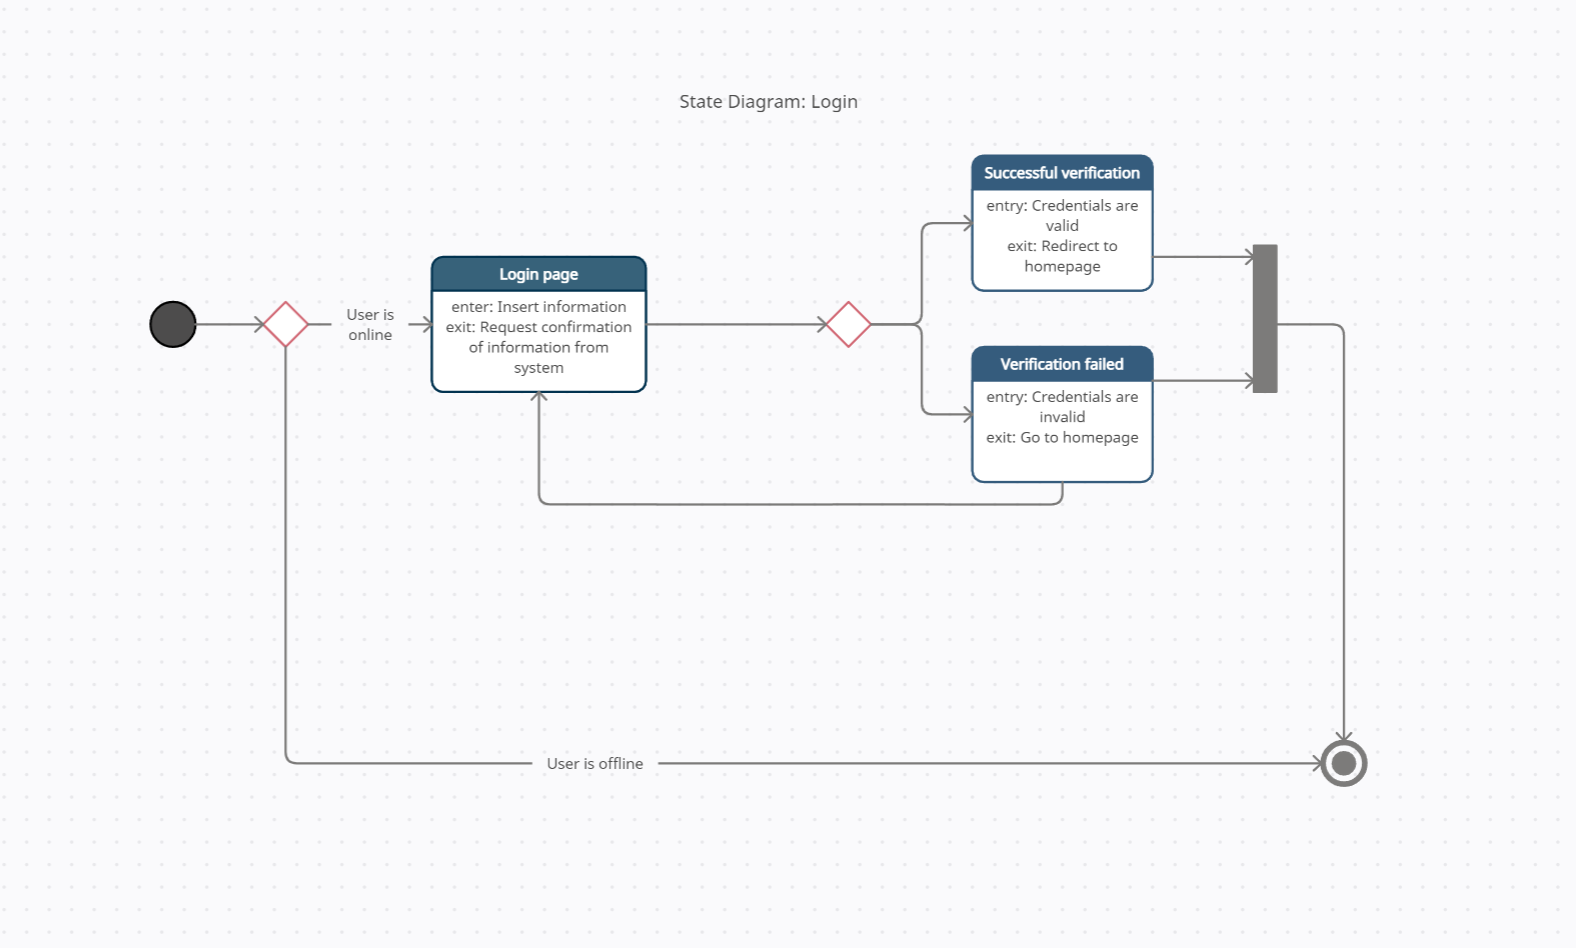 State Diagram: Login
Successful verification
entry: Credentials are
valid
exit: Redirect to
homepage
Login page
enter: Insert information
exit: Request confirmation
of information from
system
User is
online
Verification failed
entry: Credentials are
invalid
exit: Go to homepage
User is offline